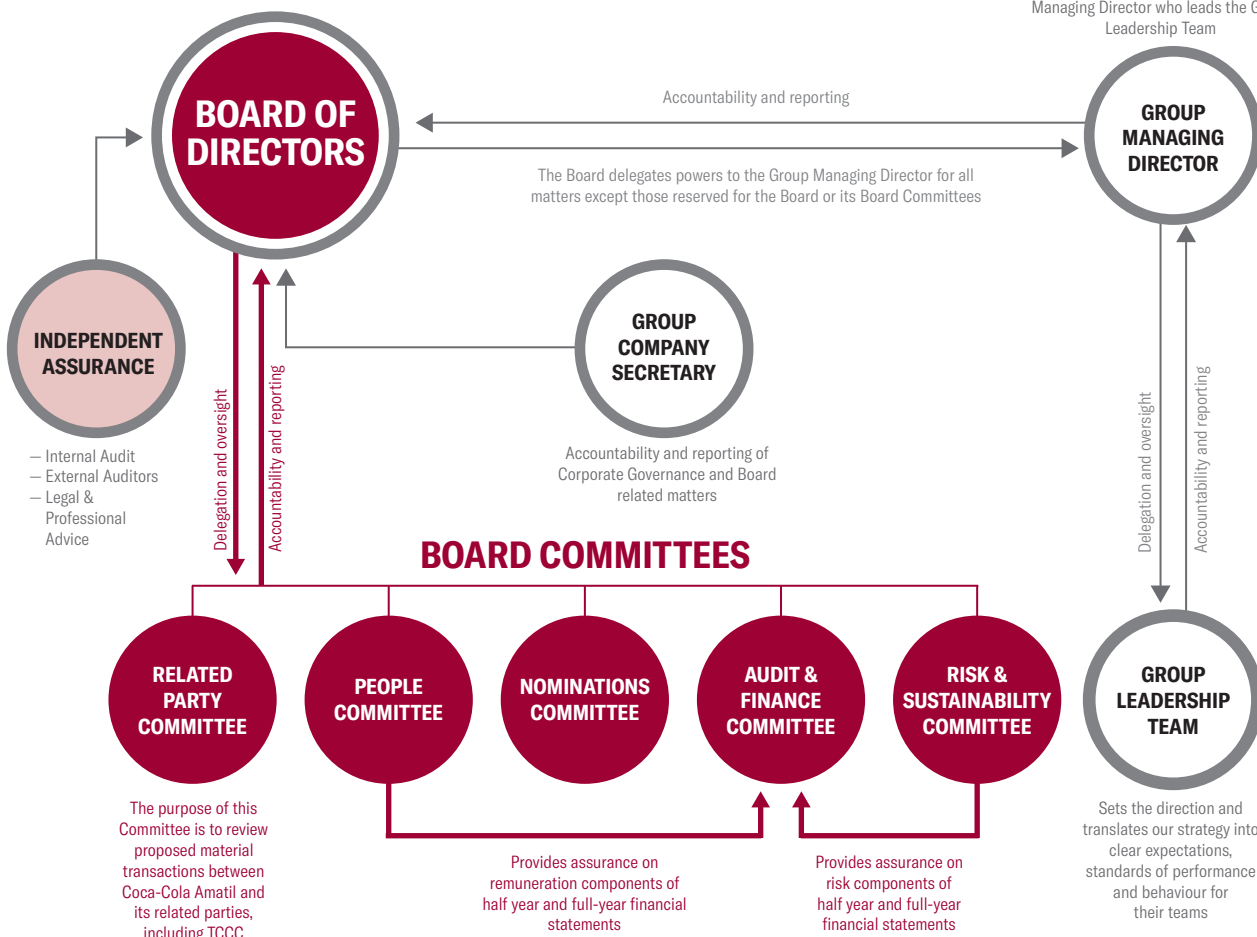 Managing Director who leads the G
Leadership Team
BOARD OF
DIRECTORS
Accountability and reporting
The Board delegates powers to the Group Managing Director for all
matters except those reserved for the Board or its Board Committees
GROUP
MANAGING
DIRECTOR
INDEPENDENT
ASSURANCE
— Internal Audit
— External Auditors
— Legal &
Professional
Advice
Delegation and oversight
Accountability and reporting
GROUP
COMPANY
SECRETARY
Accountability and reporting of
Corporate Governance and Board
related matters
Delegation and oversight
Accountability and reporting
BOARD COMMITTEES
RELATED
PARTY
COMMITTEE
PEOPLE
COMMITTEE
NOMINATIONS
COMMITTEE
AUDIT &
FINANCE
COMMITTEE
RISK &
SUSTAINABILITY
COMMITTEE
GROUP
LEADERSHIP
TEAM
The purpose of this
Committee is to review
proposed material
transactions between
Coca-Cola Amatil and
its related parties,
including TCCC
Provides assurance on
remuneration components of
half year and full-year financial
statements
Provides assurance on
risk components of
half year and full-year
financial statements
Sets the direction and
translates our strategy into
clear expectations,
standards of performance
and behaviour for
their teams